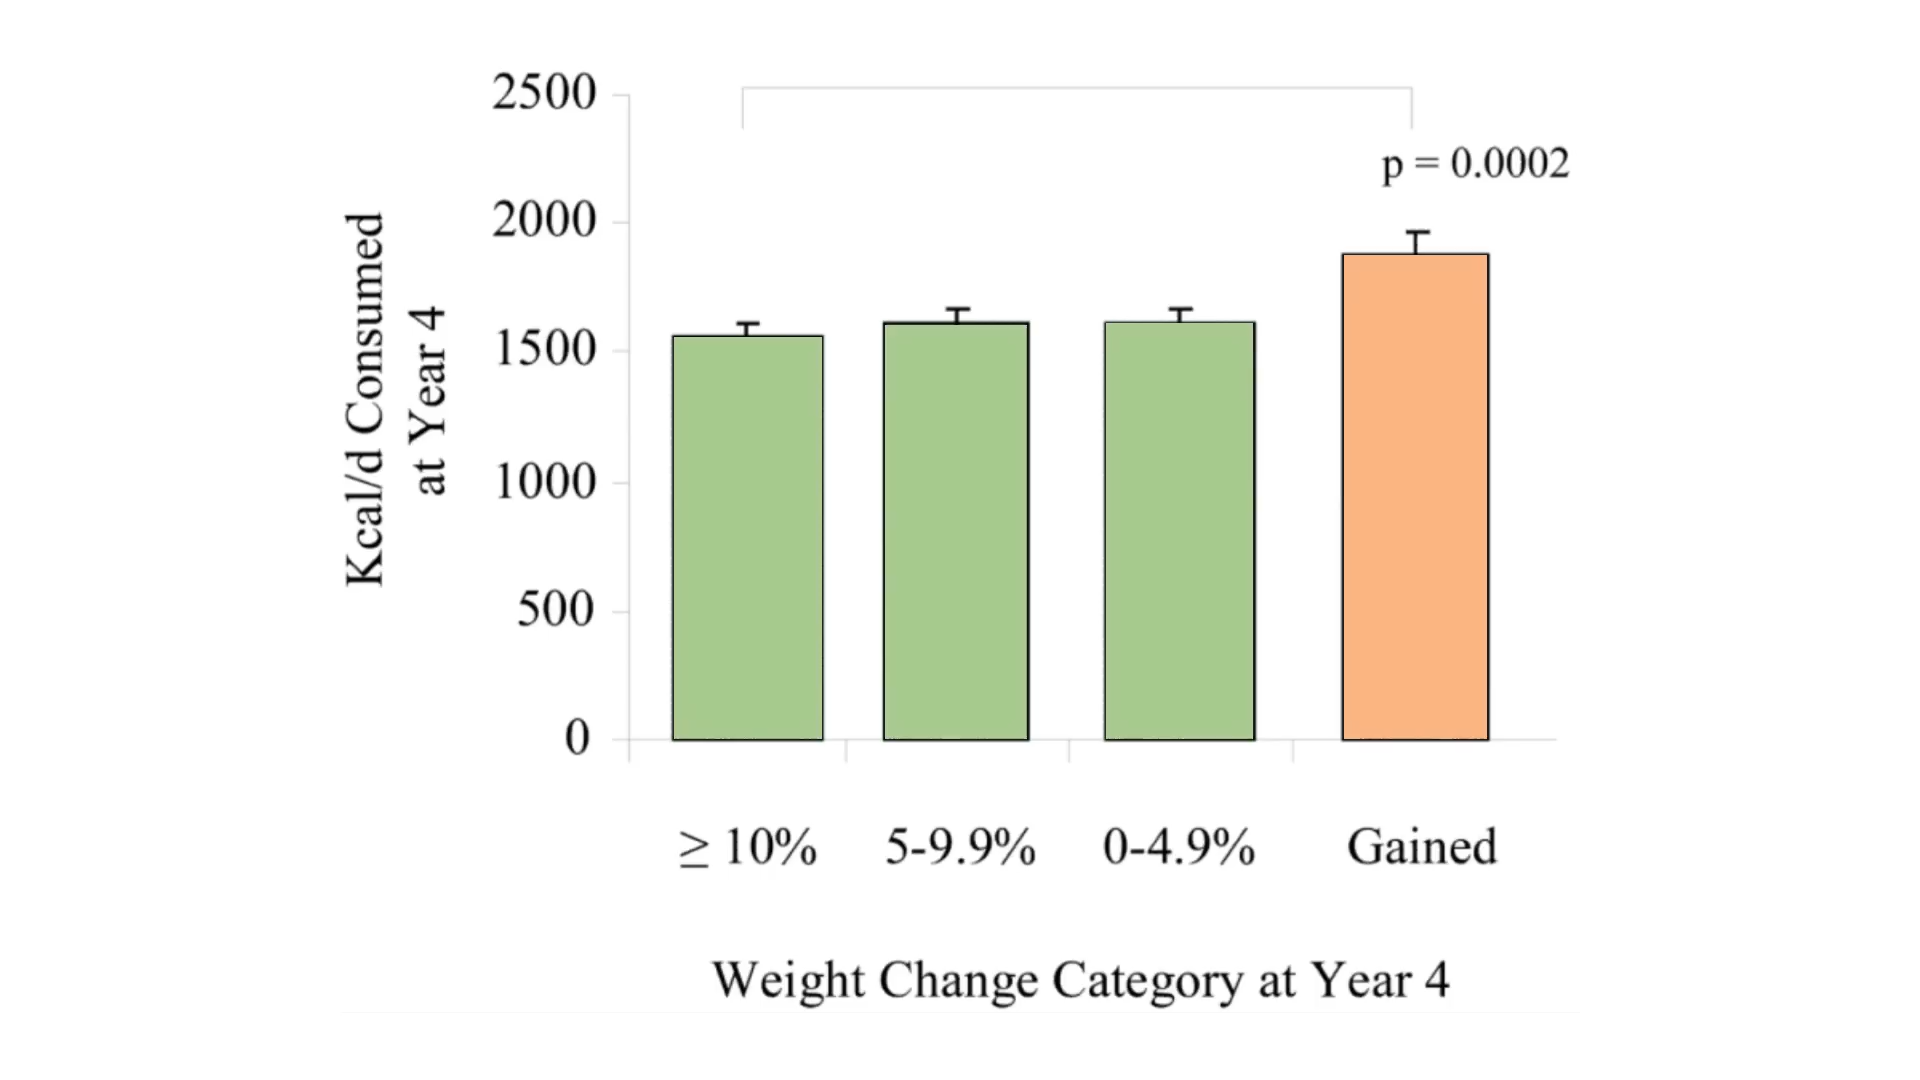 2500
p = 0.0002
2000
1500
1000
500
0
Kcal/d Consumed
at Year 4
≥ 10%
5-9.9%
0-4.9%
Gained
Weight Change Category at Year 4